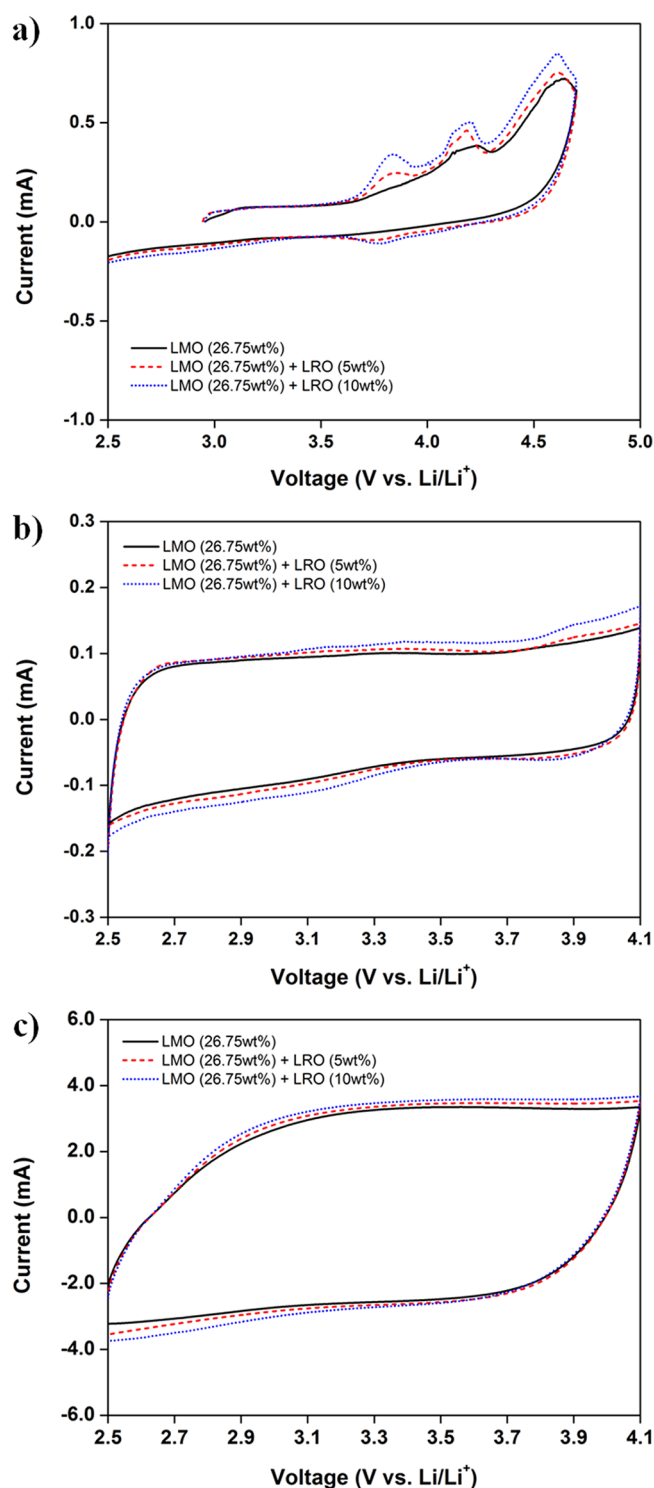 a)
1.0
0.5
0.0
-0.5
-1.0
Current (mA)
LMO (26.75wt%)
LMO (26.75wt%) + LRO (5wt%)
LMO (26.75wt%) + LRO (10wt%)
2.5 3.0 3.5 4.0 4.5 5.0
Voltage (V vs. Li/Li⁺)
b)
0.3
0.2
0.1
0.0
-0.1
-0.2
-0.3
Current (mA)
LMO (26.75wt%)
LMO (26.75wt%) + LRO (5wt%)
LMO (26.75wt%) + LRO (10wt%)
2.5 2.7 2.9 3.1 3.3 3.5 3.7 3.9 4.1
Voltage (V vs. Li/Li⁺)
c)
6.0
4.0
2.0
0.0
-2.0
-4.0
-6.0
Current (mA)
LMO (26.75wt%)
LMO (26.75wt%) + LRO (5wt%)
LMO (26.75wt%) + LRO (10wt%)
2.5 2.7 2.9 3.1 3.3 3.5 3.7 3.9 4.1
Voltage (V vs. Li/Li⁺)